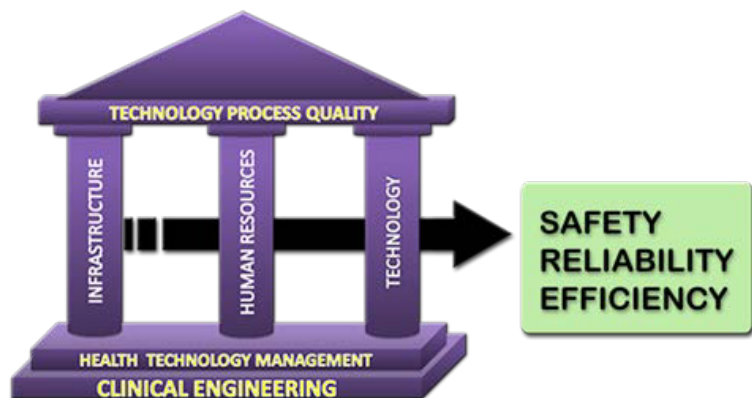 TECHNOLOGY PROCESS QUALITY
INFRASTRUCTURE
HUMAN RESOURCES
TECHNOLOGY
SAFETY
RELIABILITY
EFFICIENCY
HEALTH TECHNOLOGY MANAGEMENT
CLINICAL ENGINEERING